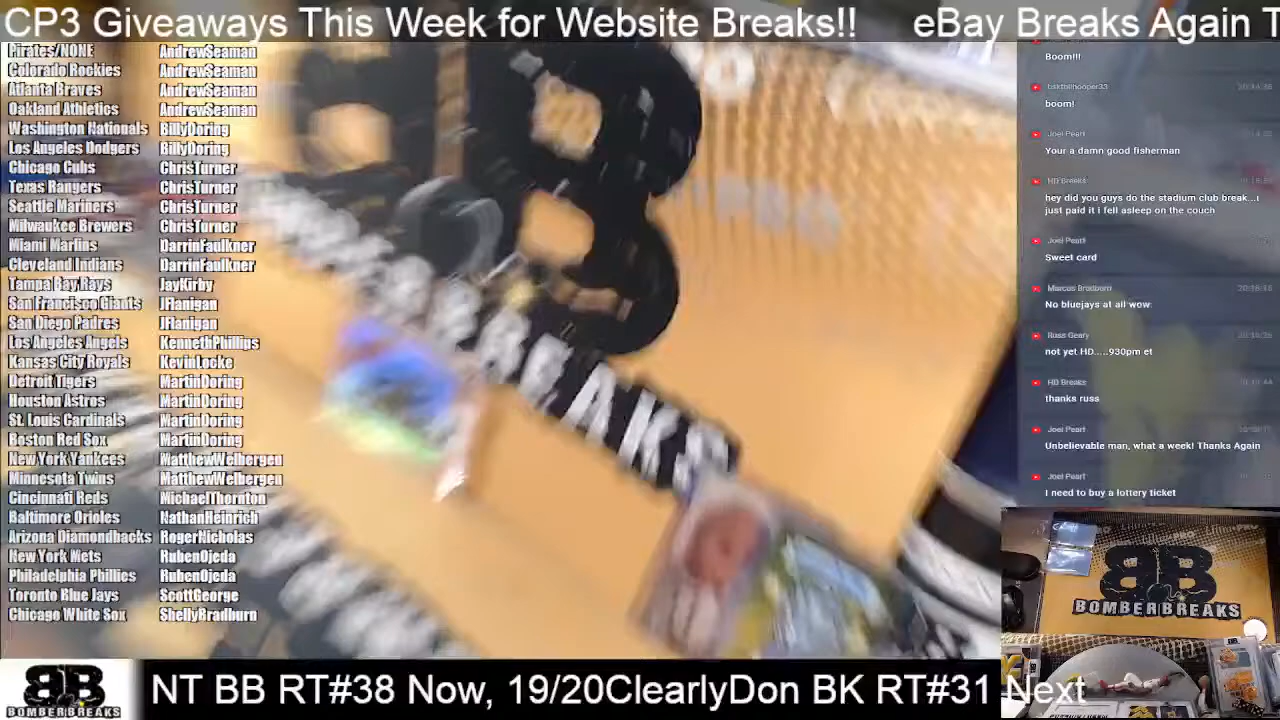 CP3 Giveaways This Week for Website Breaks!! eBay Breaks Again T
Pirates/NONE AndrewSeaman
Colorado Rockies AndrewSeaman
Atlanta Braves AndrewSeaman
Oakland Athletics AndrewSeaman
Washington Nationals BillyDoring
Los Angeles Dodgers BillyDoring
Chicago Cubs ChrisTurner
Texas Rangers ChrisTurner
Seattle Mariners ChrisTurner
Milwaukee Brewers ChrisTurner
Miami Marlins DarrinFaulkner
Cleveland Indians DarrinFaulkner
Tampa Bay Rays JayKirby
San Francisco Giants JFlanigan
San Diego Padres JFlanigan
Los Angeles Angels KennethPhillips
Kansas City Royals KevinLocke
Detroit Tigers MartinDoring
Houston Astros MartinDoring
St. Louis Cardinals MartinDoring
Boston Red Sox MartinDoring
New York Yankees MatthewWelbergen
Minnesota Twins MatthewWelbergen
Cincinnati Reds MichaelThornton
Baltimore Orioles NathanHeinrich
Arizona Diamondbacks RogerNicholas
New York Mets RubenOjeda
Philadelphia Phillies RubenOjeda
Toronto Blue Jays ScottGeorge
Chicago White Sox ShellyBradburn
BREAKS
Boom!!!
boom!
Joel Pearl
Your a damn good fisherman
HD Breaks
hey did you guys do the stadium club break...i
just paid it i fell asleep on the couch
Joel Pearl
Sweet card
Marcus Bradburn
No bluejays at all wow
Russ Geary
not yet HD.....930pm et
HD Breaks
thanks russ
Joel Pearl
Unbelievable man, what a week! Thanks Again
Joel Pearl
I need to buy a lottery ticket
BB
BOMBERBREAKS
BB
BOMBERBREAKS
NT BB RT#38 Now, 19/20ClearlyDon BK RT#31 Next